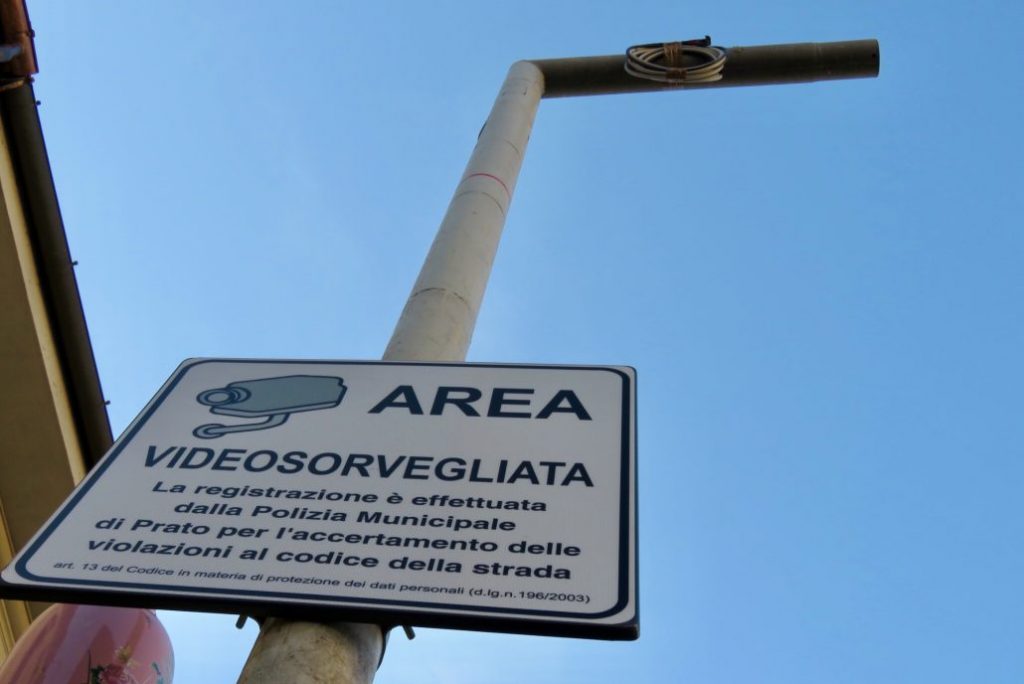 AREA
VIDEOSORVEGLIATA
La registrazione è effettuata
dalla Polizia Municipale
di Prato per l'accertamento delle
violazioni al codice della strada
art. 13 del Codice in materia di protezione dei dati personali (d.lg.n.196/2003)